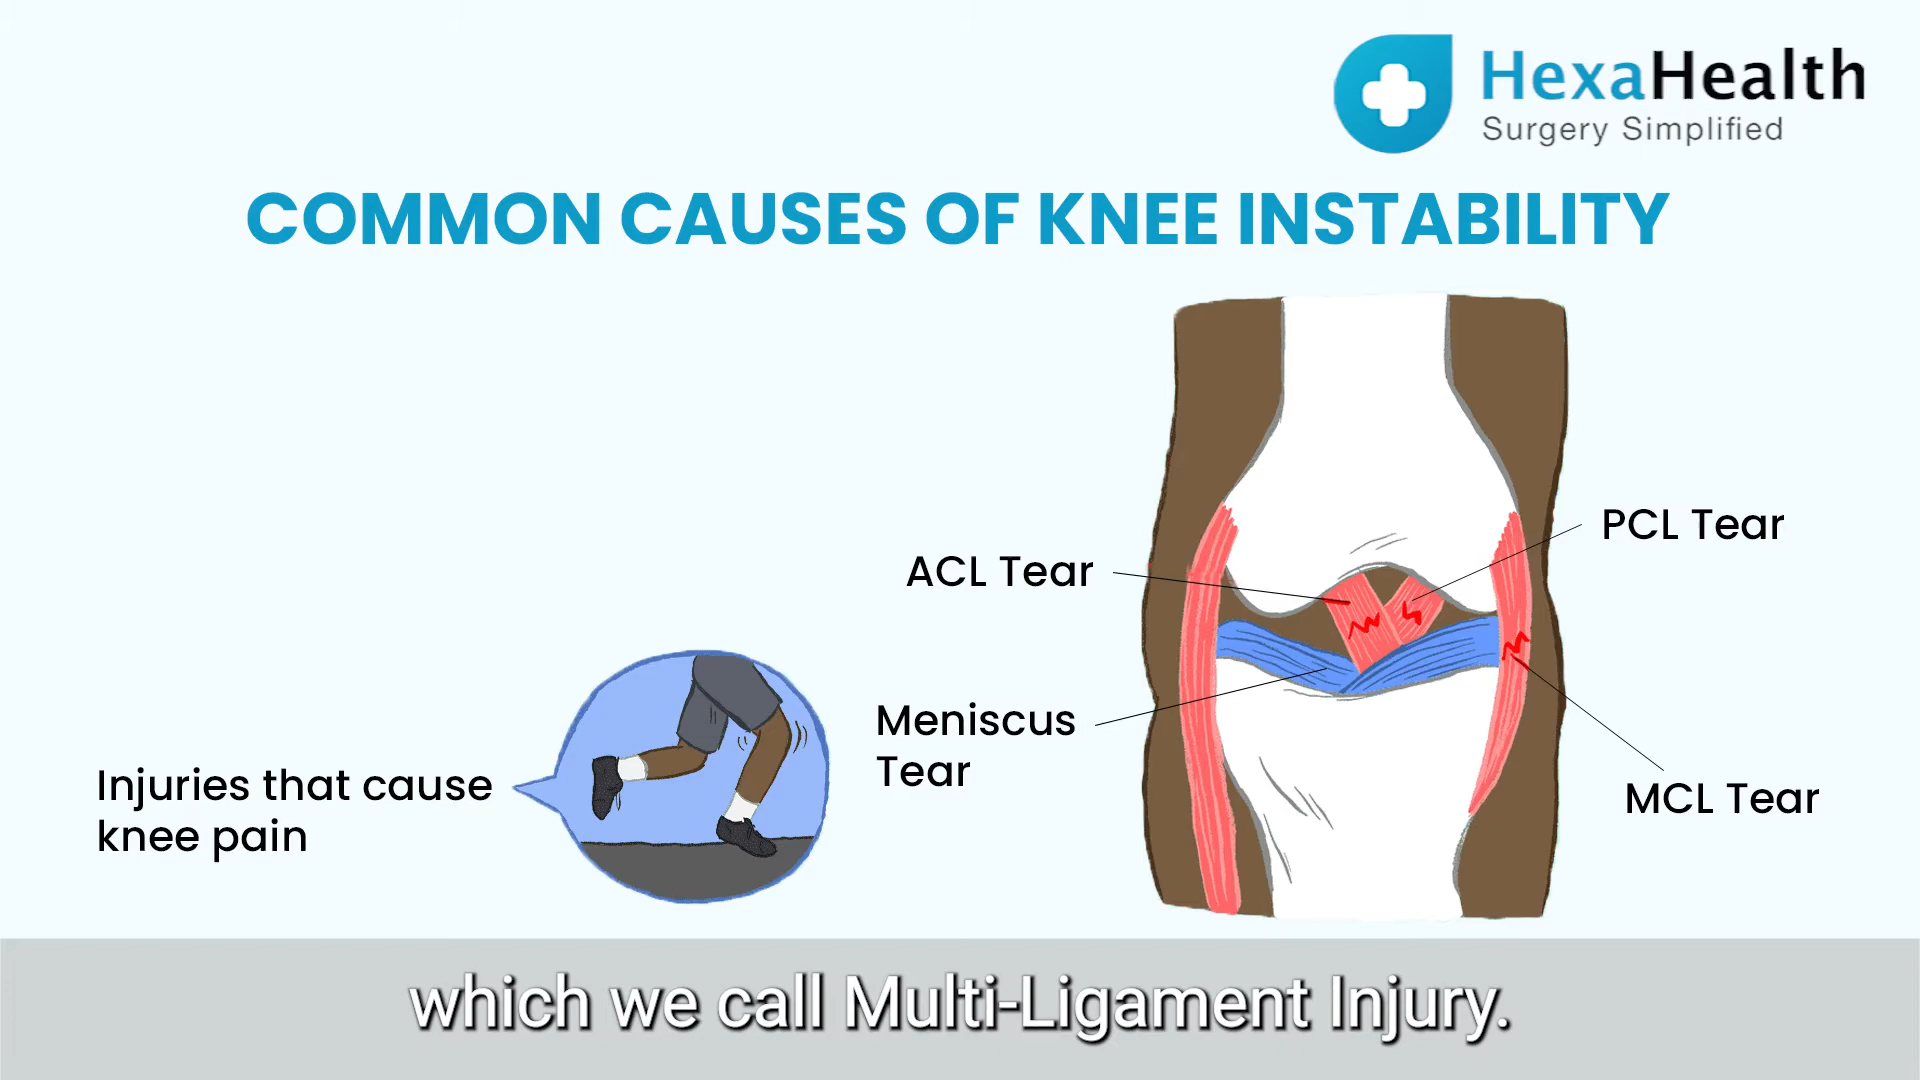 HexaHealth
Surgery Simplified
COMMON CAUSES OF KNEE INSTABILITY
PCL Tear
ACL Tear
Meniscus
Tear
Injuries that cause
knee pain
MCL Tear
which we call Multi-Ligament Injury.